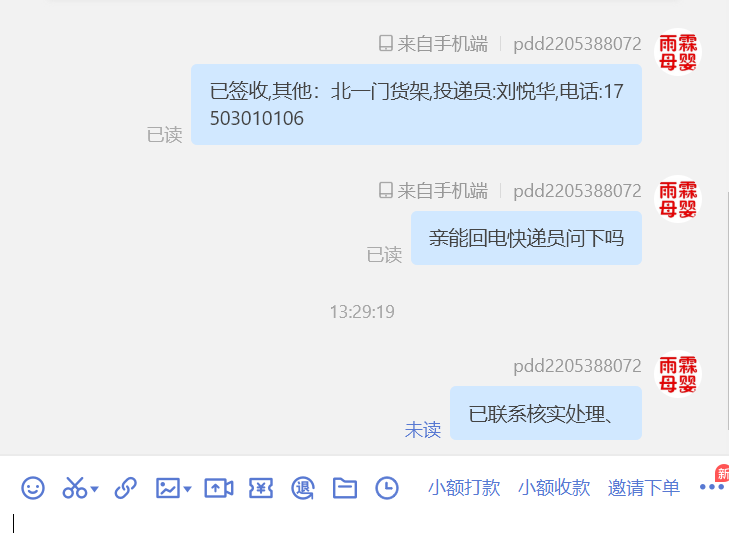 来自手机端 pdd2205388072
雨霖
母婴
已签收,其他：北一门货架,投递员:刘悦华,电话:17
503010106
已读
来自手机端 pdd2205388072
雨霖
母婴
亲能回电快递员问下吗
已读
13:29:19
pdd2205388072
雨霖
母婴
已联系核实处理、
未读
退
小额打款 小额收款 邀请下单
新